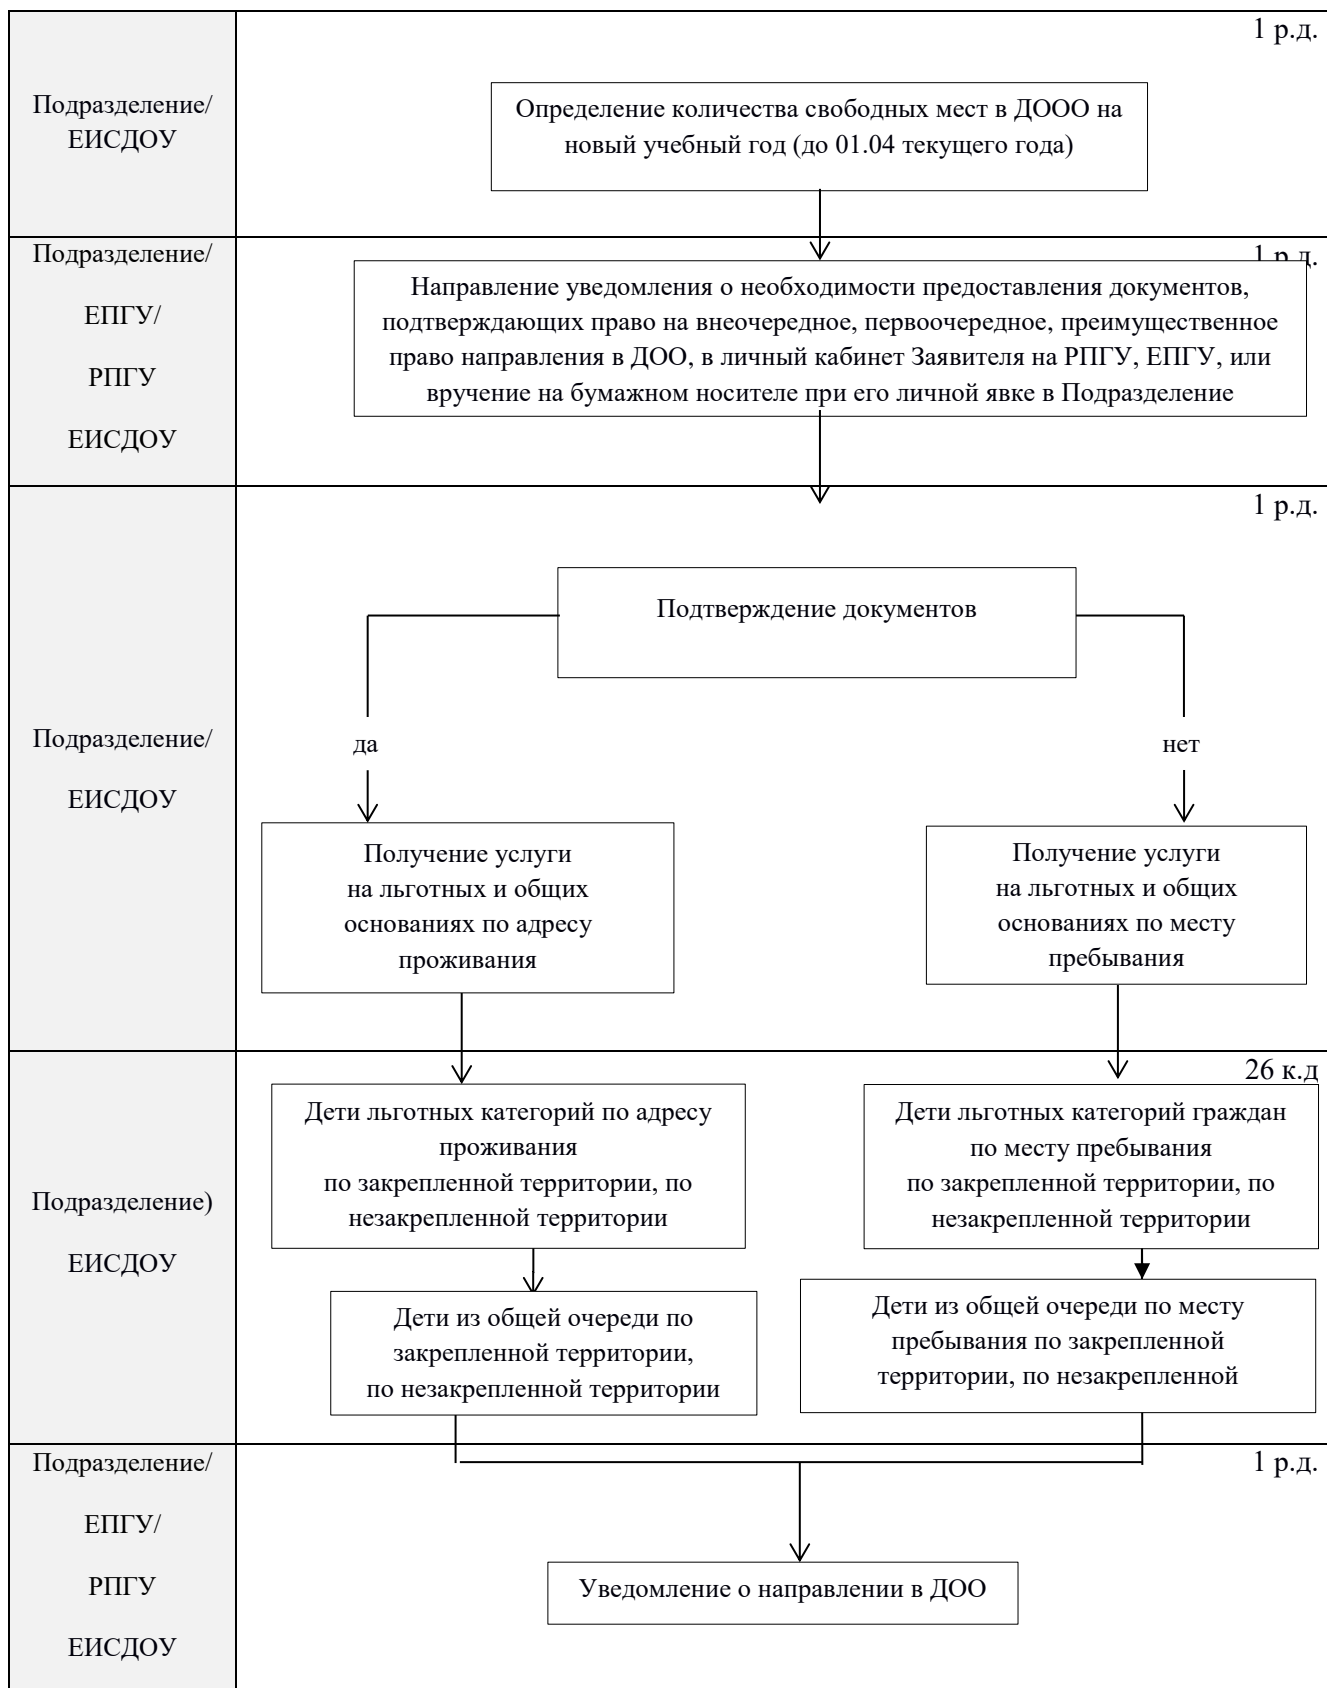 1 р.д.
Подразделение/
ЕИСДОУ
Определение количества свободных мест в ДООО на
новый учебный год (до 01.04 текущего года)
Подразделение/
ЕПГУ/
РПГУ
ЕИСДОУ
1 р.д.
Направление уведомления о необходимости предоставления документов,
подтверждающих право на внеочередное, первоочередное, преимущественное
право направления в ДОО, в личный кабинет Заявителя на РПГУ, ЕПГУ, или
вручение на бумажном носителе при его личной явке в Подразделение
1 р.д.
Подтверждение документов
Подразделение/
ЕИСДОУ
да
нет
Получение услуги
на льготных и общих
основаниях по адресу
проживания
Получение услуги
на льготных и общих
основаниях по месту
пребывания
26 к.д
Подразделение)
ЕИСДОУ
Дети льготных категорий по адресу
проживания
по закрепленной территории, по
незакрепленной территории
Дети льготных категорий граждан
по месту пребывания
по закрепленной территории, по
незакрепленной территории
Дети из общей очереди по
закрепленной территории,
по незакрепленной территории
Дети из общей очереди по месту
пребывания по закрепленной
территории, по незакрепленной
Подразделение/
ЕПГУ/
РПГУ
ЕИСДОУ
1 р.д.
Уведомление о направлении в ДОО